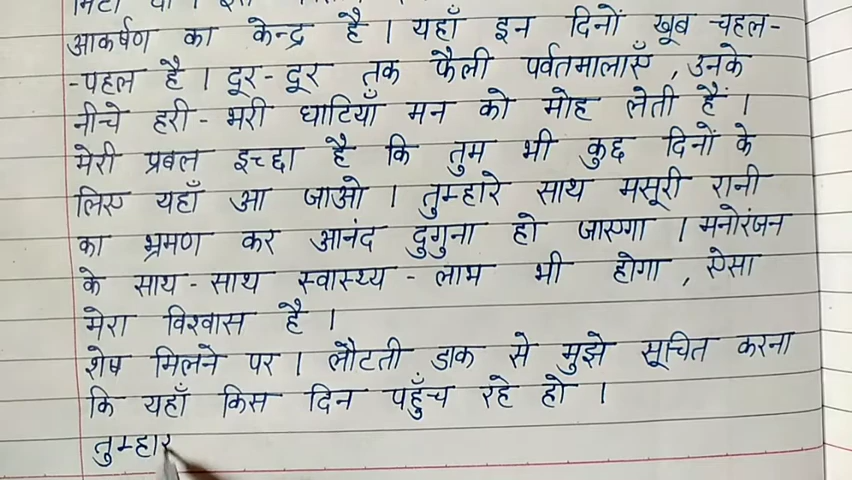 आकर्षण का केन्द्र है । यहाँ इन दिनों खूब चहल-
-पहल है । दूर-दूर तक फैली पर्वतमालाएँ , उनके
नीचे हरी-भरी घाटियाँ मन को मोह लेती हैं ।
मेरी प्रबल इच्छा है कि तुम भी कुछ दिनों के
लिए यहाँ आ जाओ । तुम्हारे साथ मसूरी रानी
का भ्रमण कर आनंद दुगुना हो जाएगा । मनोरंजन
के साथ-साथ स्वास्थ्य-लाभ भी होगा , ऐसा
मेरा विश्वास है ।
शेष मिलने पर । लौटती डाक से मुझे सूचित करना
कि यहाँ किस दिन पहुँच रहे हो ।
तुम्हार